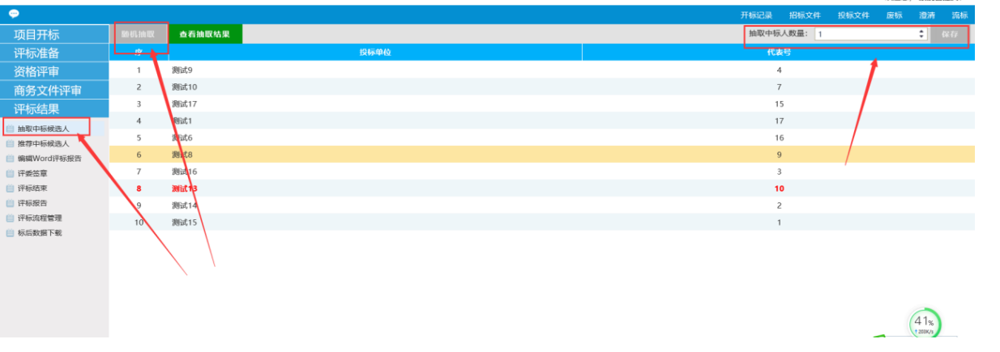 开标记录 招标文件 投标文件 废标 澄清 流标
项目开标
随机抽取 查看抽取结果 抽取中标人数量： 1 保存
评标准备
序 投标单位 代表号
资格评审
1 测试9 4
商务文件评审
2 测试10 7
评标结果
3 测试17 15
抽取中标候选人
4 测试1 17
推荐中标候选人
5 测试6 16
编辑Word评标报告
6 测试8 9
评委签章
7 测试16 3
评标结束
8 测试13 10
评标报告
9 测试14 2
评标流程管理
10 测试15 1
标后数据下载
41%